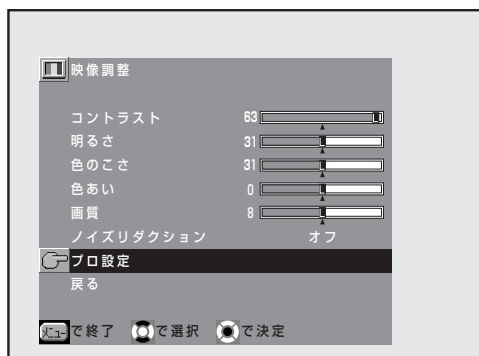 映像調整
コントラスト 63
明るさ 31
色のこさ 31
色あい 0
画質 8
ノイズリダクション オフ
プロ設定
戻る
メニューで終了 で選択 で決定